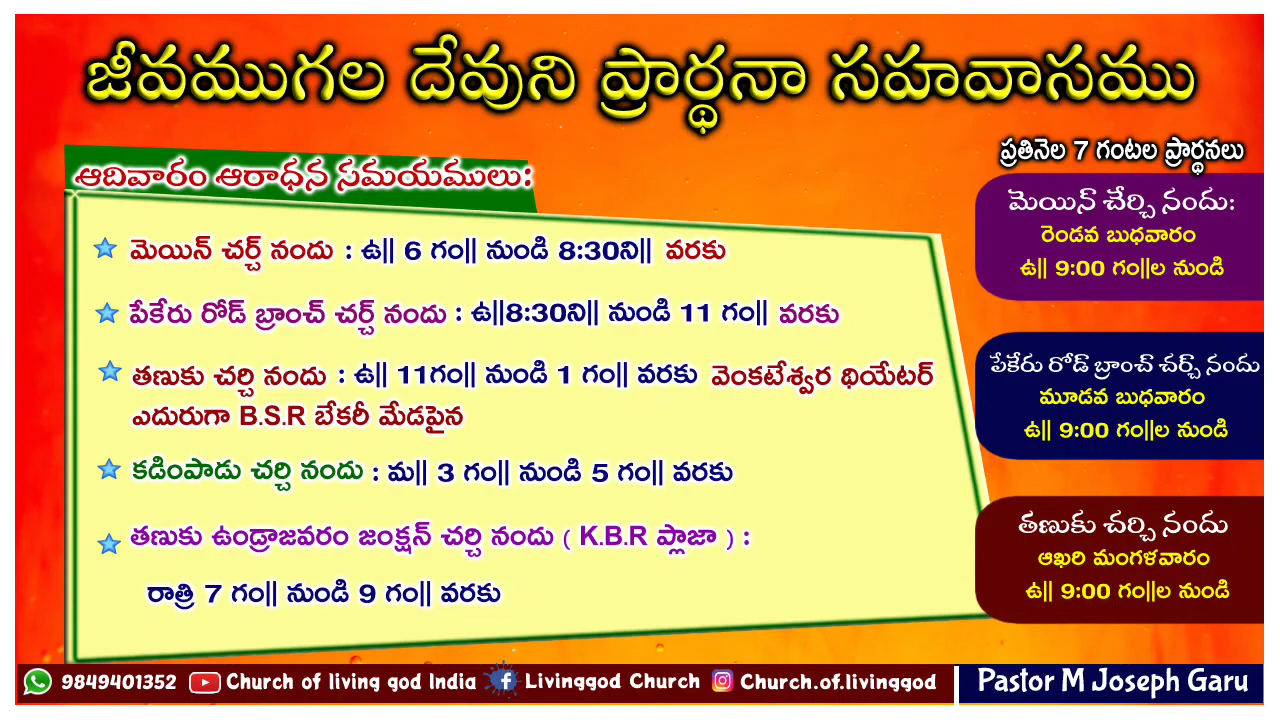 జీవముగల దేవుని ప్రార్థనా సహవాసము
ఆదివారం ఆరాధన సమయములు:
మెయిన్ చర్చ్ నందు : ఉ|| 6 గం|| నుండి 8:30ని|| వరకు
పేకేరు రోడ్ బ్రాంచ్ చర్చ్ నందు : ఉ||8:30ని|| నుండి 11 గం|| వరకు
తణుకు చర్చి నందు : ఉ|| 11గం|| నుండి 1 గం|| వరకు వెంకటేశ్వర థియేటర్
ఎదురుగా B.S.R బేకరీ మేడపైన
కడింపాడు చర్చి నందు : మ|| 3 గం|| నుండి 5 గం|| వరకు
తణుకు ఉండ్రాజవరం జంక్షన్ చర్చి నందు ( K.B.R ప్లాజా ) :
రాత్రి 7 గం|| నుండి 9 గం|| వరకు
ప్రతినెల 7 గంటల ప్రార్థనలు
మెయిన్ చేర్చి నందు:
రెండవ బుధవారం
ఉ|| 9:00 గం||ల నుండి
పేకేరు రోడ్ బ్రాంచ్ చర్చ్ నందు
మూడవ బుధవారం
ఉ|| 9:00 గం||ల నుండి
తణుకు చర్చి నందు
ఆఖరి మంగళవారం
ఉ|| 9:00 గం||ల నుండి
9849401352 Church of living god India Livinggod Church Church.of.livinggod
Pastor M Joseph Garu